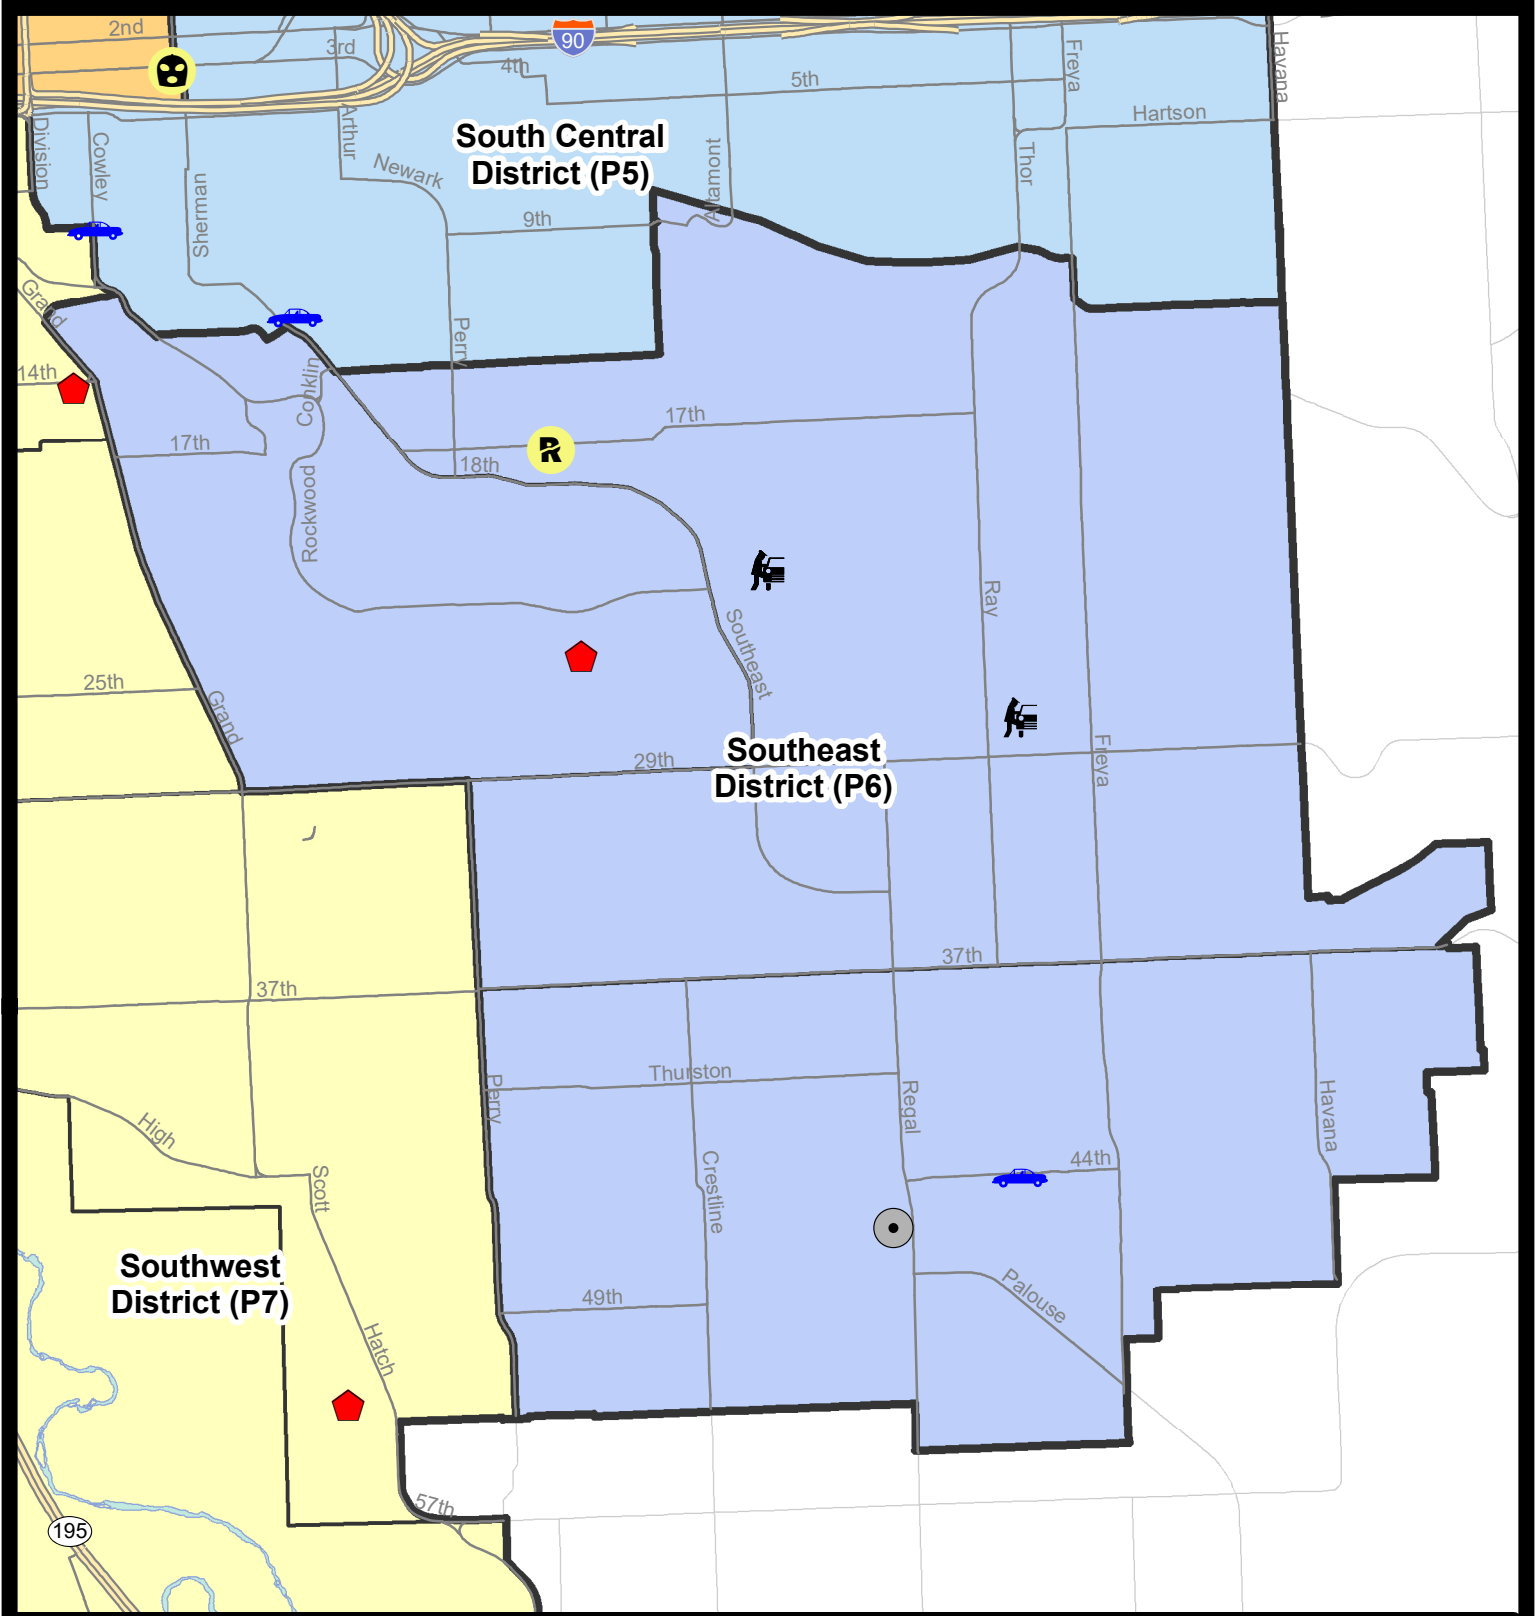 2nd
3rd
90
4th
5th
Freya
Havana
Hartson
Division
Cowley
Arthur
Newark
South Central
District (P5)
Altamont
Thor
Sherman
9th
Grand
Perry
14th
Conklin
17th
17th
R
18th
Rockwood
Ray
Southeast
25th
Grand
29th
Southeast
District (P6)
Freya
37th
37th
Thurston
Perry
Regal
Havana
High
Scott
Crestline
44th
Southwest
District (P7)
49th
Palouse
Hatch
57th
195